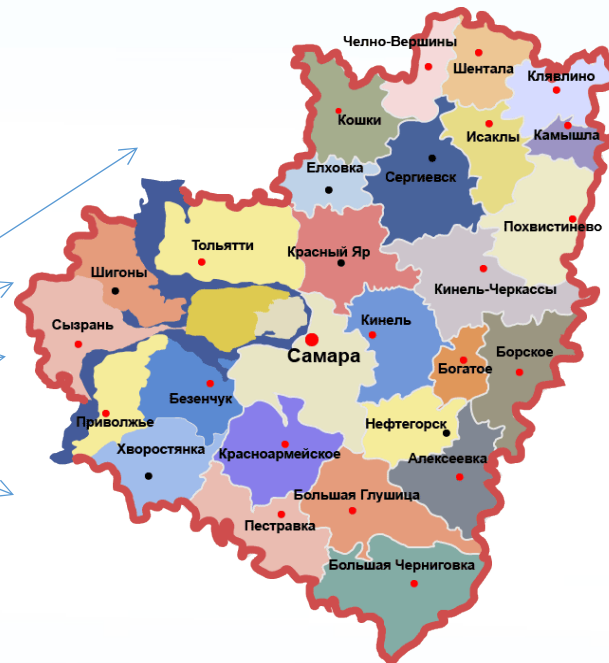 Челно-Вершины
Шентала
Клявлино
Кошки
Исаклы
Камышла
Елховка
Сергиевск
Похвистинево
Тольятти
Красный Яр
Шигоны
Кинель-Черкассы
Сызрань
Кинель
Самара
Борское
Богатое
Безенчук
Приволжье
Нефтегорск
Хворостянка
Красноармейское
Алексеевка
Большая Глушица
Пестравка
Большая Черниговка